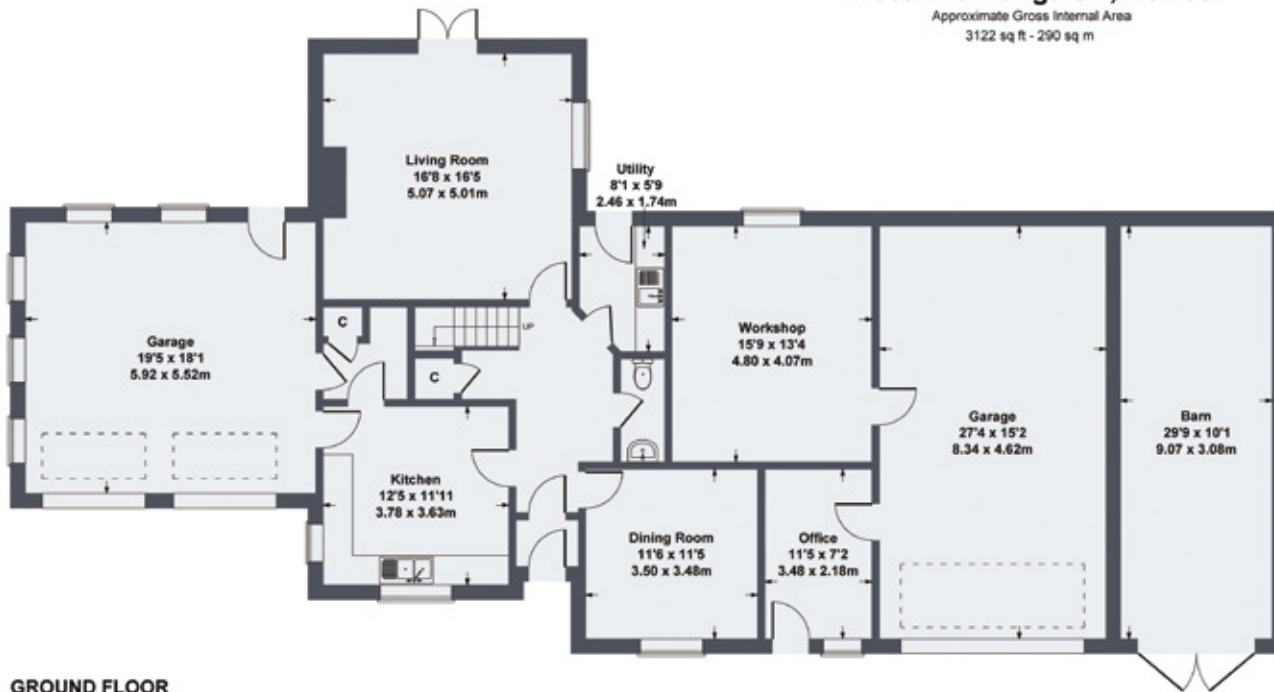 Approximate Gross Internal Area
3122 sq ft - 290 sq m
Living Room
16'8 x 16'5
5.07 x 5.01m
Utility
8'1 x 5'9
2.46 x 1.74m
Garage
19'5 x 18'1
5.92 x 5.52m
C
UP
C
Workshop
15'9 x 13'4
4.80 x 4.07m
Garage
27'4 x 15'2
8.34 x 4.62m
Barn
29'9 x 10'1
9.07 x 3.08m
Kitchen
12'5 x 11'11
3.78 x 3.63m
Dining Room
11'6 x 11'5
3.50 x 3.48m
Office
11'5 x 7'2
3.48 x 2.18m
GROUND FLOOR